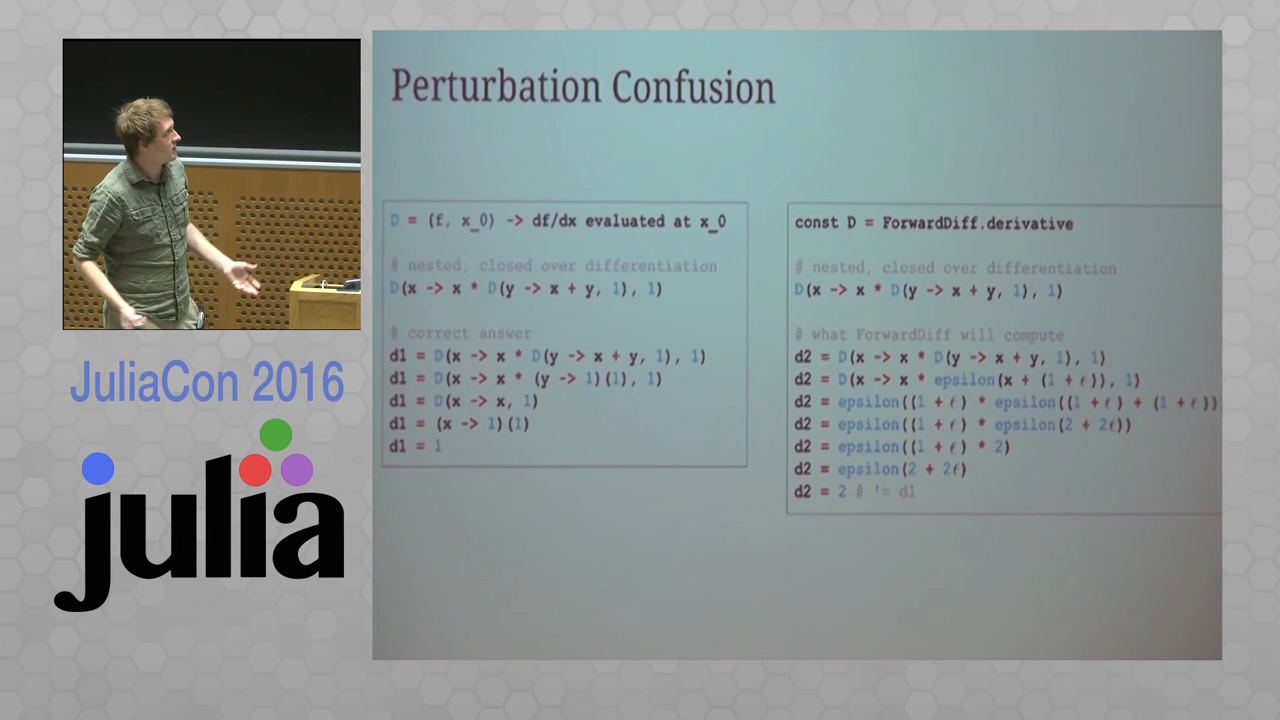 Perturbation Confusion
D = (f, x_0) -> df/dx evaluated at x_0
# nested, closed over differentiation
D(x -> x * D(y -> x + y, 1), 1)
# correct answer
d1 = D(x -> x * D(y -> x + y, 1), 1)
d1 = D(x -> x * (y -> 1)(1), 1)
d1 = D(x -> x, 1)
d1 = (x -> 1)(1)
d1 = 1
const D = ForwardDiff.derivative
# nested, closed over differentiation
D(x -> x * D(y -> x + y, 1), 1)
# what ForwardDiff will compute
d2 = D(x -> x * D(y -> x + y, 1), 1)
d2 = D(x -> x * epsilon(x + (1 + ϵ)), 1)
d2 = epsilon((1 + ϵ) * epsilon((1 + ϵ) + (1 + ϵ))
d2 = epsilon((1 + ϵ) * epsilon(2 + 2ϵ))
d2 = epsilon((1 + ϵ) * 2)
d2 = epsilon(2 + 2ϵ)
d2 = 2 # != d1
JuliaCon 2016
julia